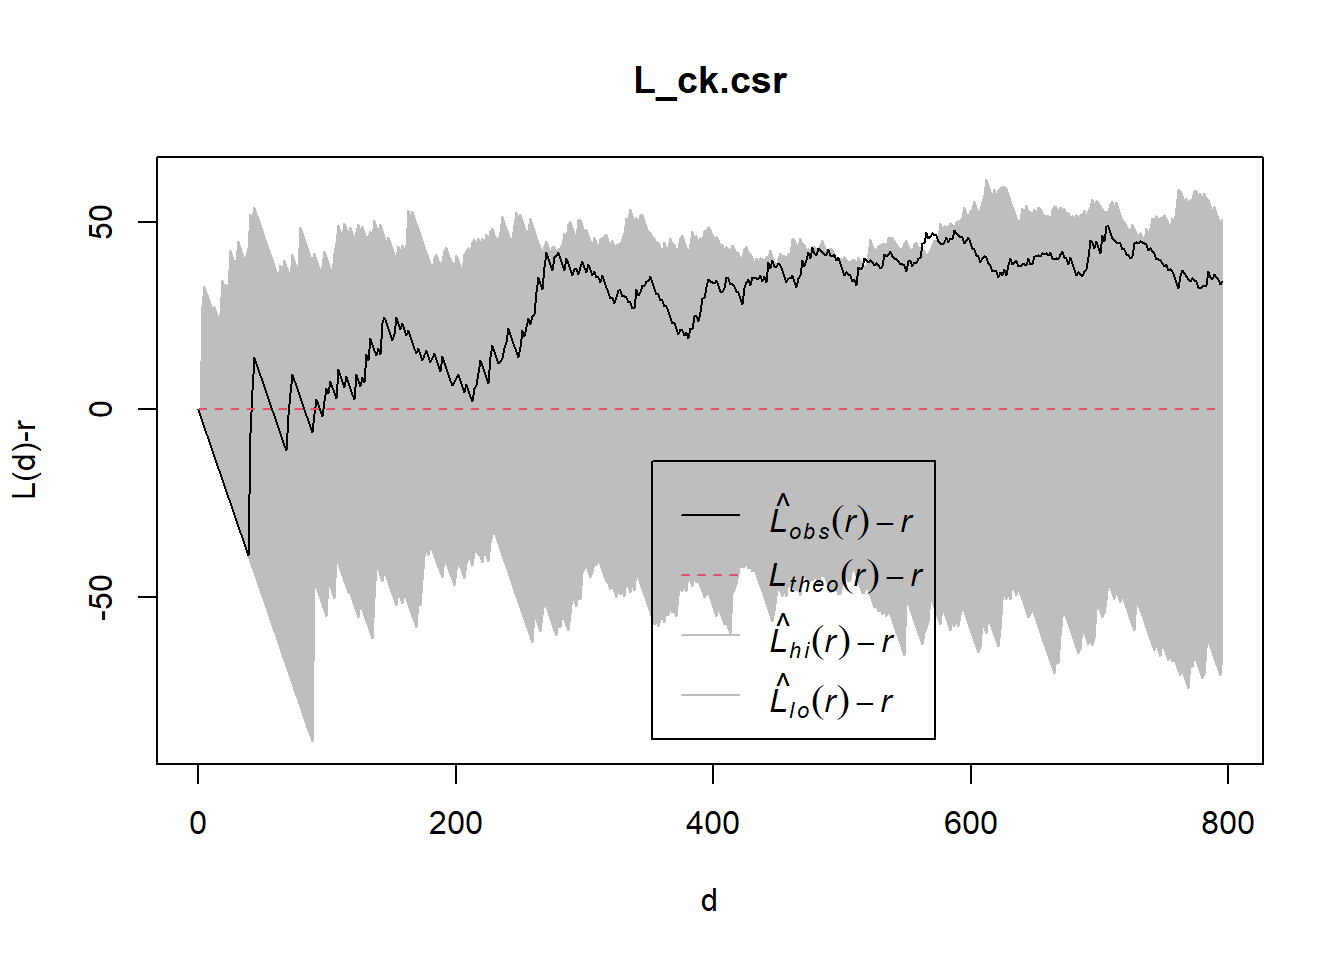 L_ck.csr
L(d)-r
50
0
-50
0 200 400 600 800
d
L̂obs(r) − r
Ltheo(r) − r
L̂hi(r) − r
L̂lo(r) − r